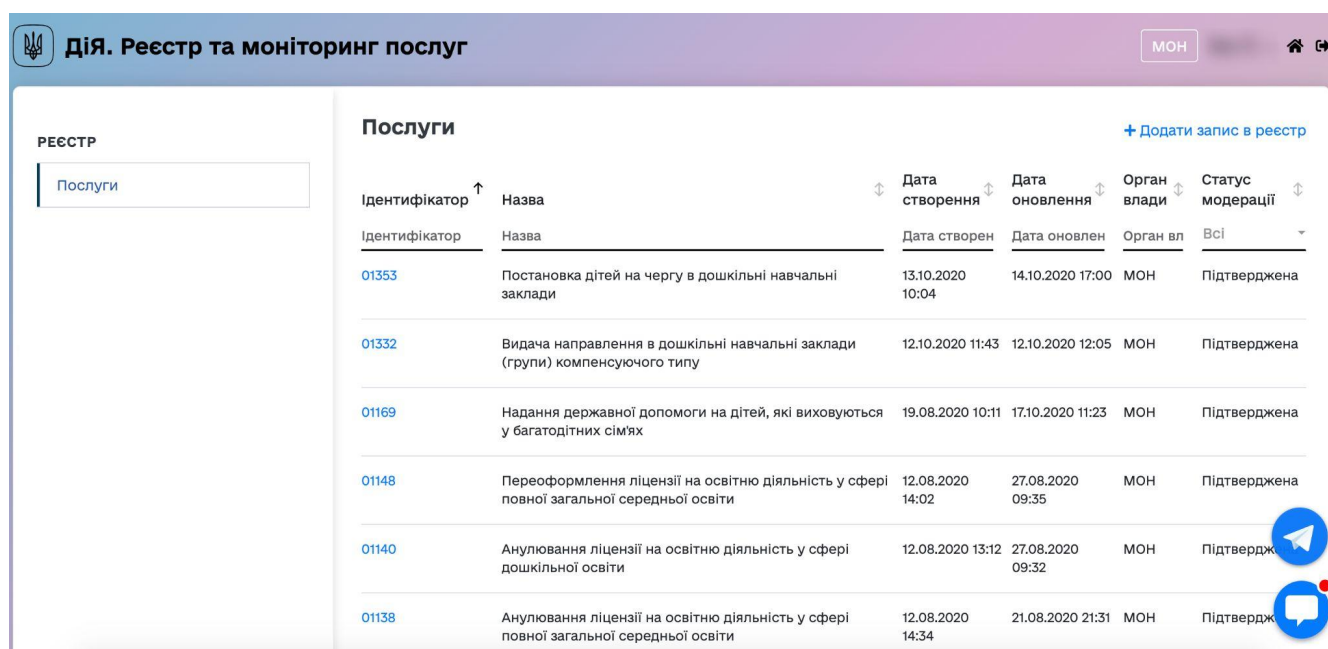 ДіЯ. Реєстр та моніторинг послуг
МОН
РЕЄСТР
Послуги
Послуги
+ Додати запис в реєстр
Ідентифікатор
Назва
Дата
створення
Дата
оновлення
Орган
влади
Статус
модерації
Ідентифікатор Назва Дата створен Дата оновлен Орган вл Всі
01353 Постановка дітей на чергу в дошкільні навчальні 13.10.2020 14.10.2020 17:00 МОН Підтверджена
заклади 10:04
01332 Видача направлення в дошкільні навчальні заклади 12.10.2020 11:43 12.10.2020 12:05 МОН Підтверджена
(групи) компенсуючого типу
01169 Надання державної допомоги на дітей, які виховуються 19.08.2020 10:11 17.10.2020 11:23 МОН Підтверджена
у багатодітних сім'ях
01148 Переоформлення ліцензії на освітню діяльність у сфері 12.08.2020 27.08.2020 МОН Підтверджена
повної загальної середньої освіти 14:02 09:35
01140 Анулювання ліцензії на освітню діяльність у сфері 12.08.2020 13:12 27.08.2020 МОН Підтвердж
дошкільної освіти 09:32
01138 Анулювання ліцензії на освітню діяльність у сфері 12.08.2020 21.08.2020 21:31 МОН Підтвердж
повної загальної середньої освіти 14:34